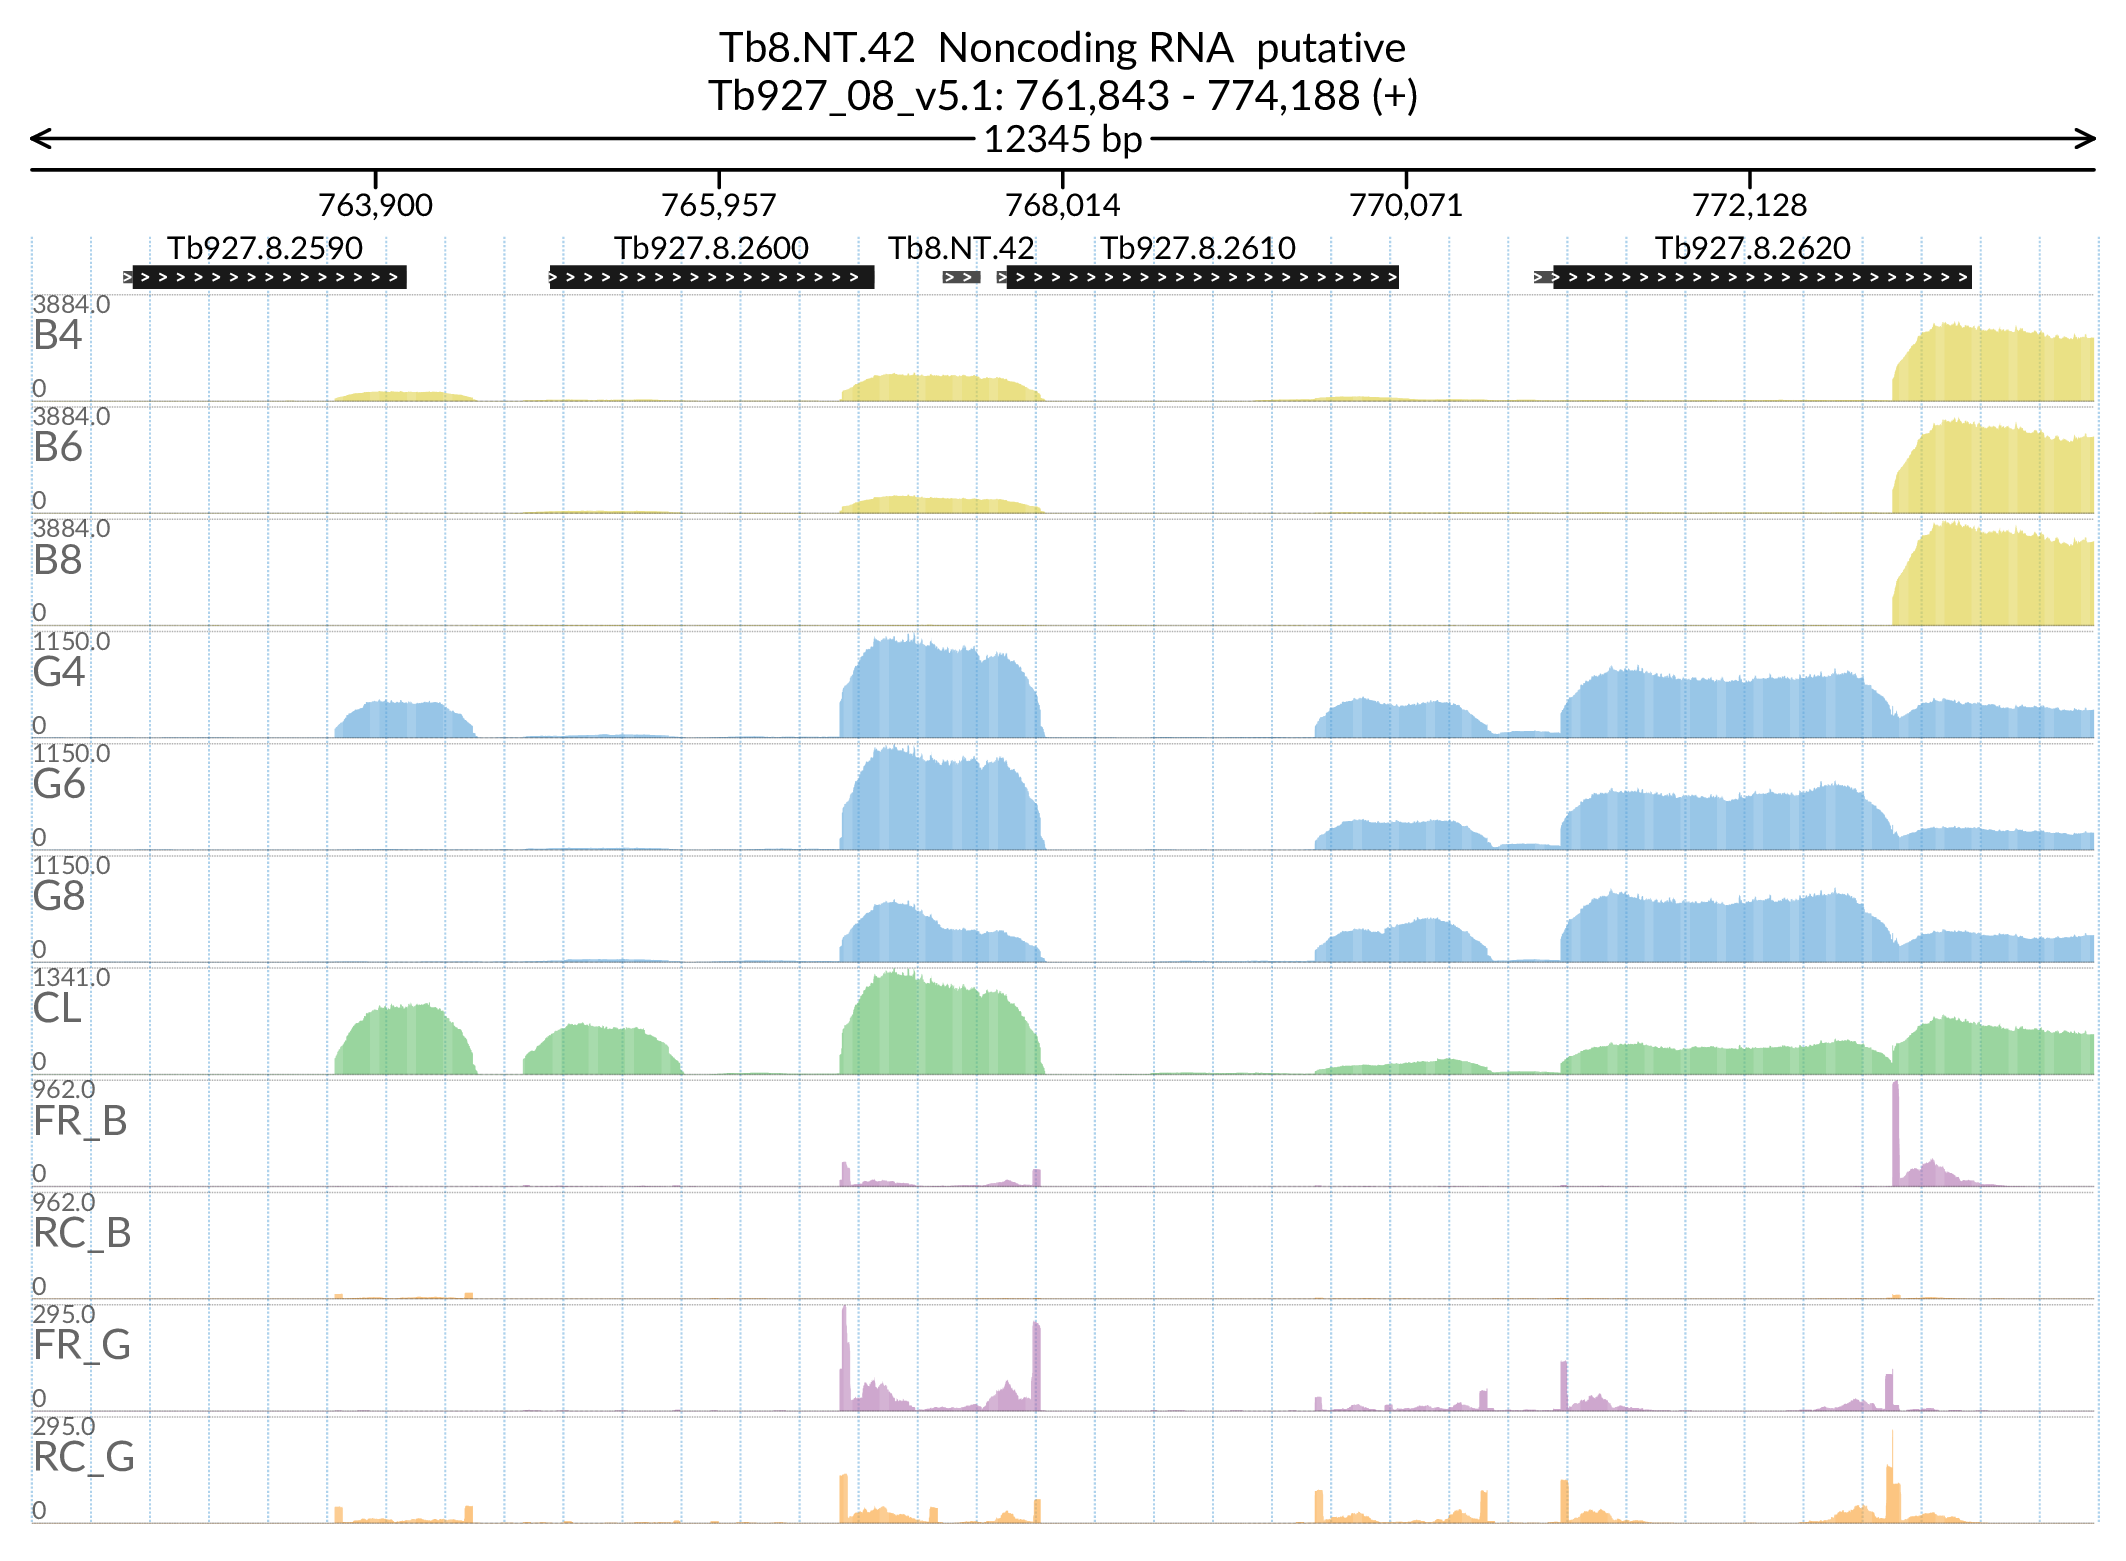 Tb8.NT.42 Noncoding RNA putative
Tb927_08_v5.1: 761,843 - 774,188 (+)
12345 bp
763,900 765,957 768,014 770,071 772,128
Tb927.8.2590 Tb927.8.2600 Tb8.NT.42 Tb927.8.2610 Tb927.8.2620
3884.0
B4
0
3884.0
B6
0
3884.0
B8
0
1150.0
G4
0
1150.0
G6
0
1150.0
G8
0
1341.0
CL
0
962.0
FR_B
0
962.0
RC_B
0
295.0
FR_G
0
295.0
RC_G
0